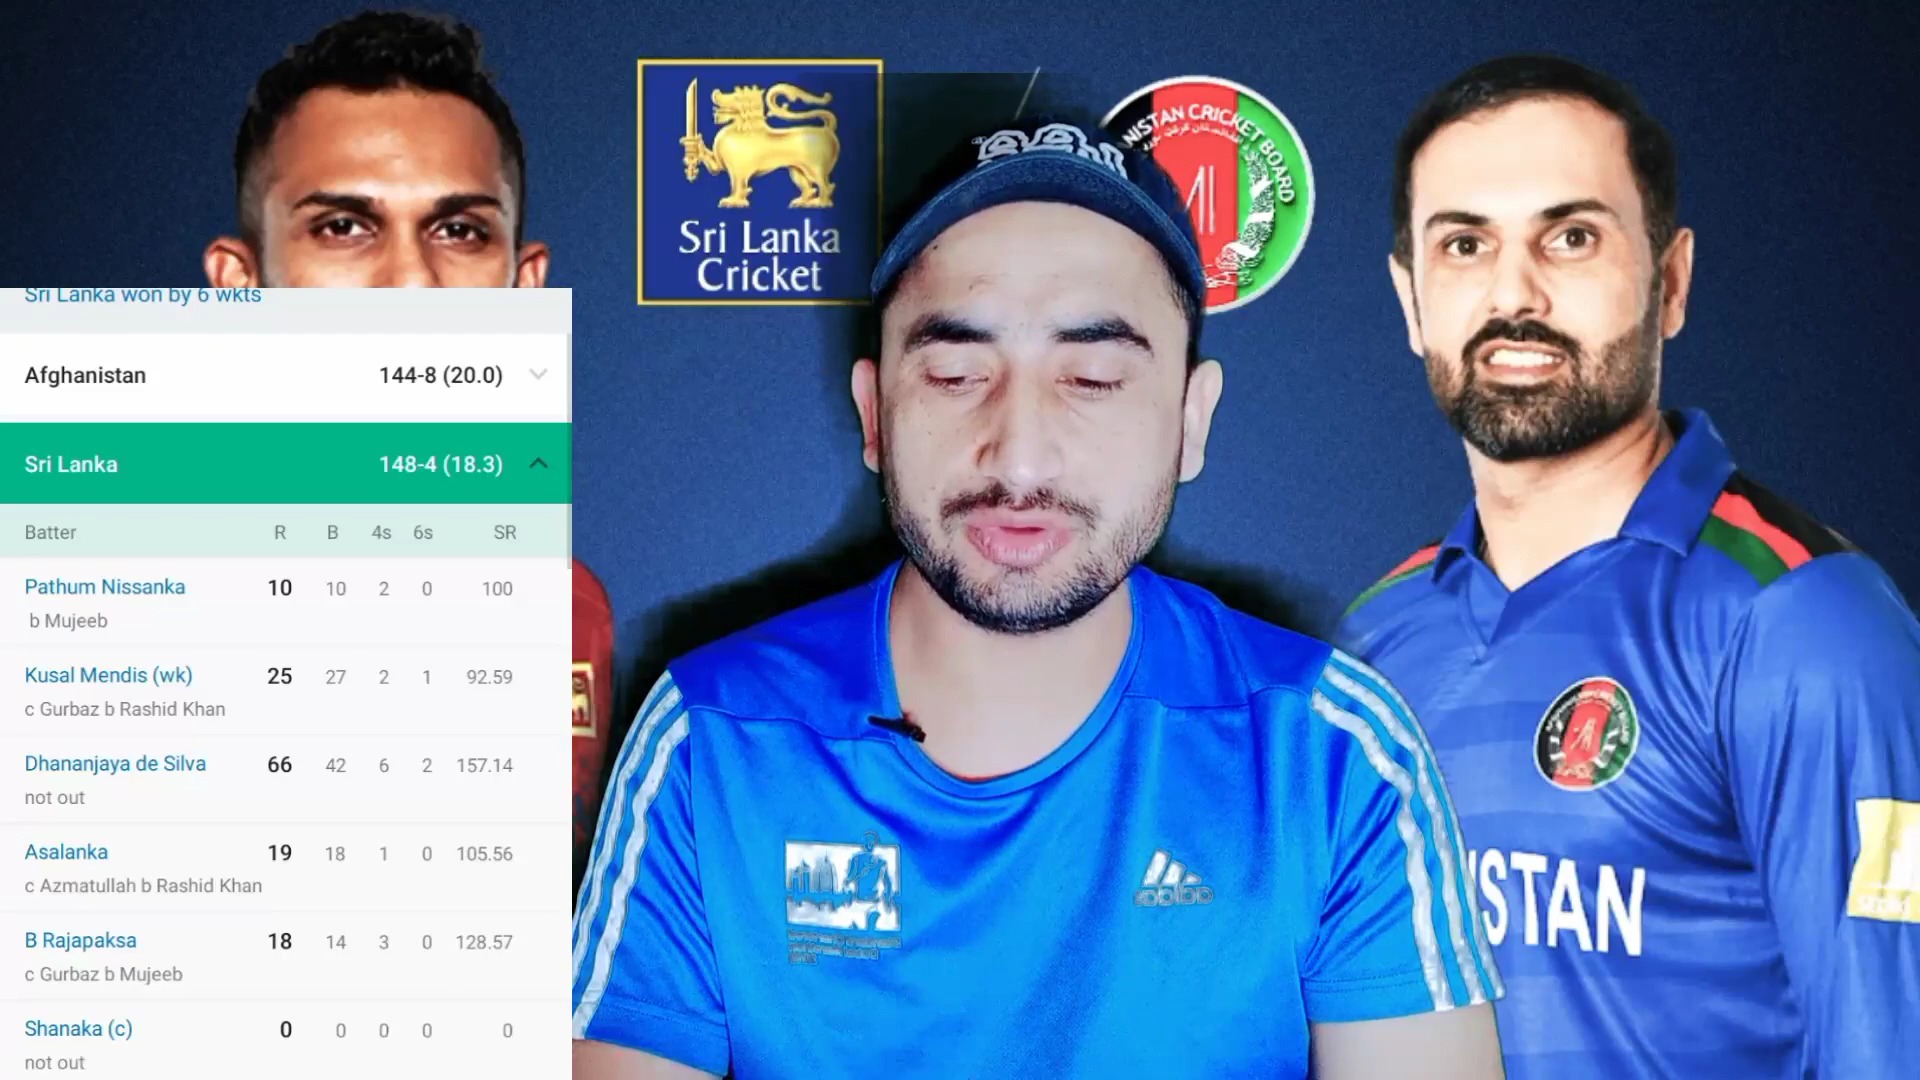 Sri Lanka
Cricket
NISTAN CRICKET BOARD
Sri Lanka won by 6 wkts
Afghanistan 144-8 (20.0)
Sri Lanka 148-4 (18.3)
Batter R B 4s 6s SR
Pathum Nissanka 10 10 2 0 100
b Mujeeb
Kusal Mendis (wk) 25 27 2 1 92.59
c Gurbaz b Rashid Khan
Dhananjaya de Silva 66 42 6 2 157.14
not out
Asalanka 19 18 1 0 105.56
c Azmatullah b Rashid Khan
B Rajapaksa 18 14 3 0 128.57
c Gurbaz b Mujeeb
Shanaka (c) 0 0 0 0 0
not out
adidas
STAN